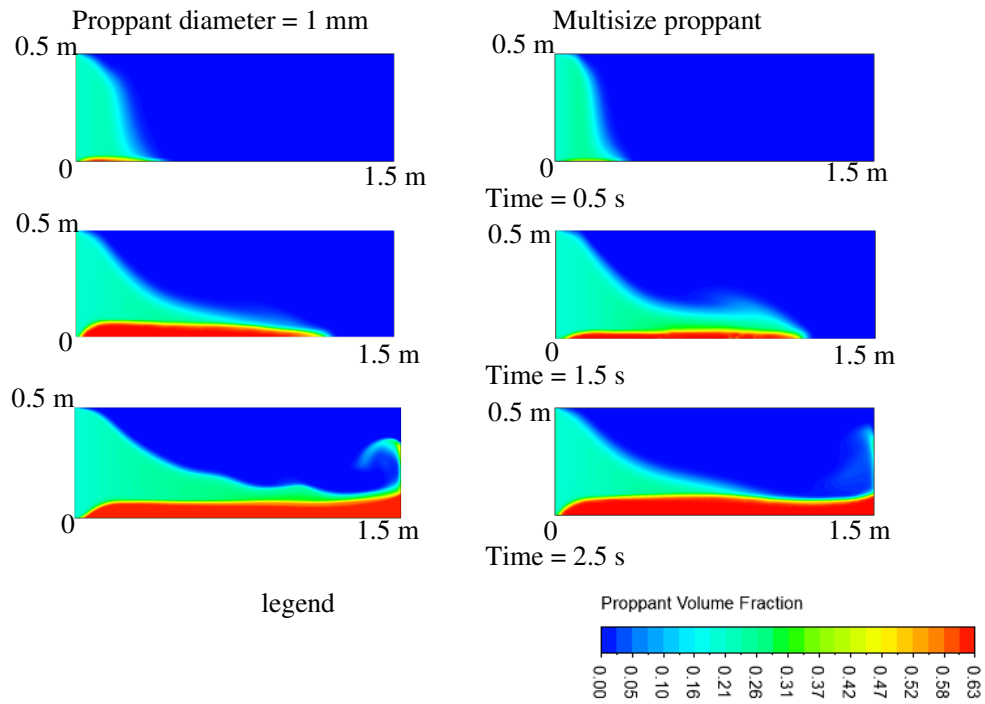 Proppant diameter = 1 mm
Multisize proppant
0.5 m
0.5 m
0
1.5 m
0
1.5 m
Time = 0.5 s
0.5 m
0.5 m
0
1.5 m
0
1.5 m
Time = 1.5 s
0.5 m
0.5 m
0
1.5 m
0
1.5 m
Time = 2.5 s
legend
Proppant Volume Fraction
0.00
0.05
0.10
0.16
0.21
0.26
0.31
0.37
0.42
0.47
0.52
0.58
0.63